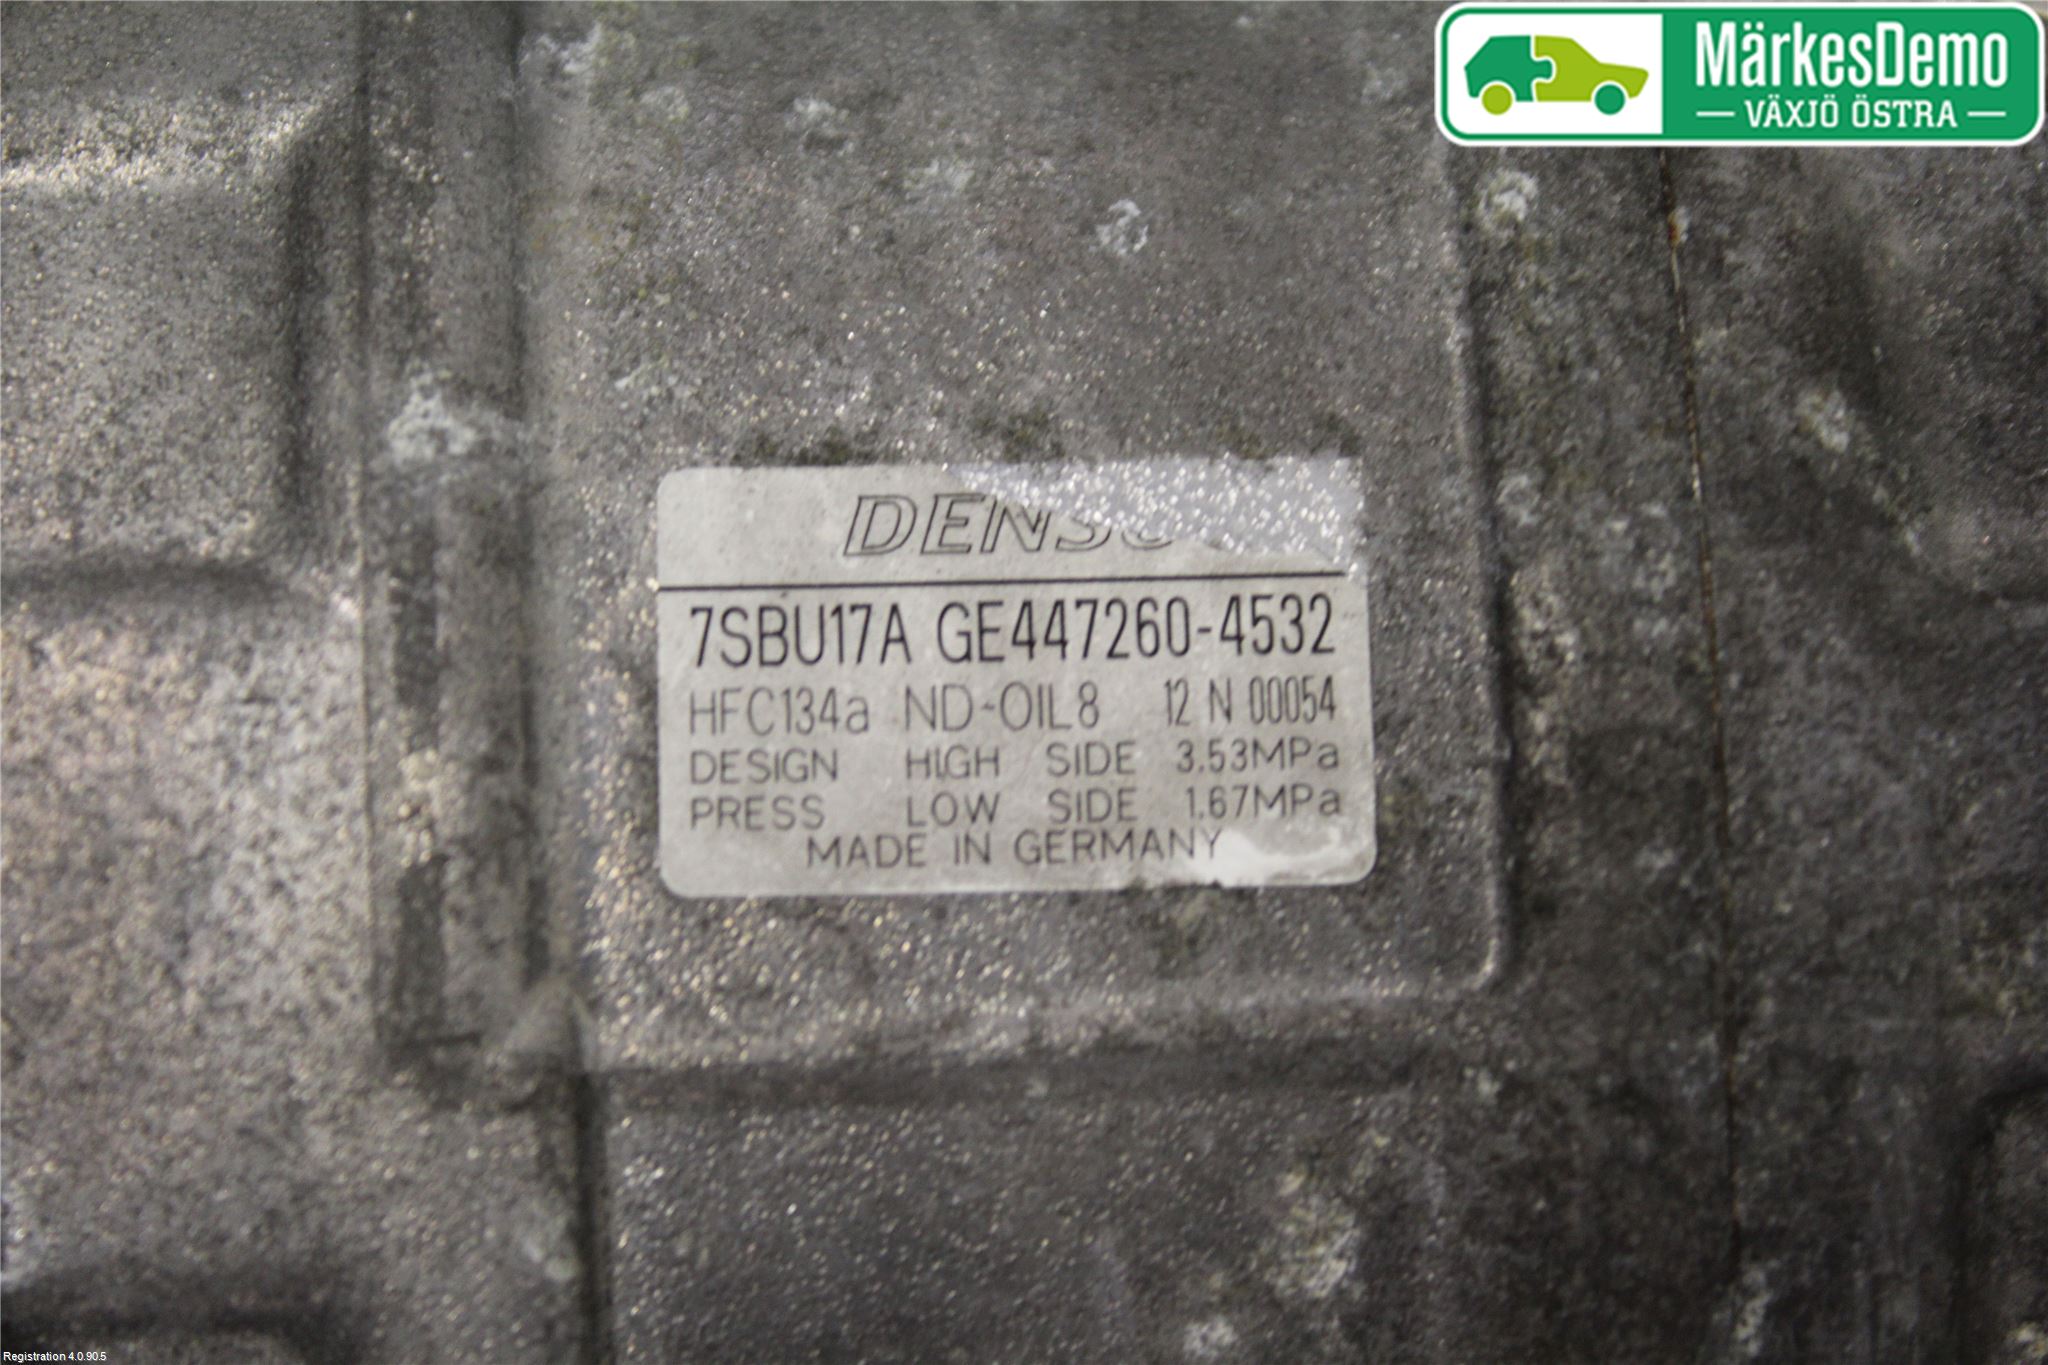 MärkesDemo
VÄXJÖ ÖSTRA
DENSO
7SBU17A GE447260-4532
HFC134a ND-OIL8 12 N 00054
DESIGN HIGH SIDE 3.53MPa
PRESS LOW SIDE 1.67MPa
MADE IN GERMANY
Registration 4.0.90.5